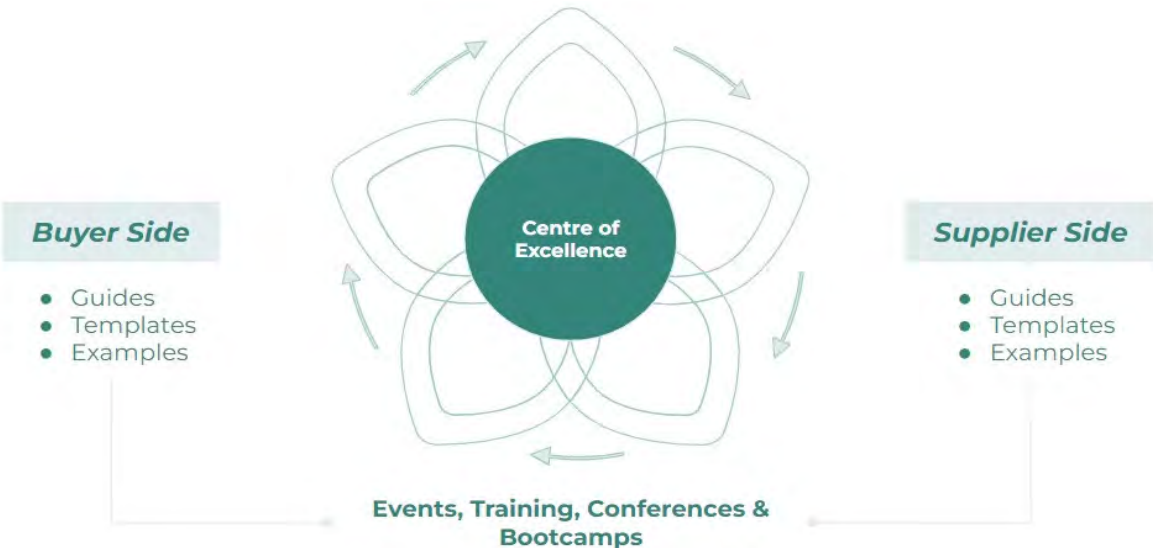 Centre of
Excellence
Buyer Side
● Guides
● Templates
● Examples
Supplier Side
● Guides
● Templates
● Examples
Events, Training, Conferences &
Bootcamps